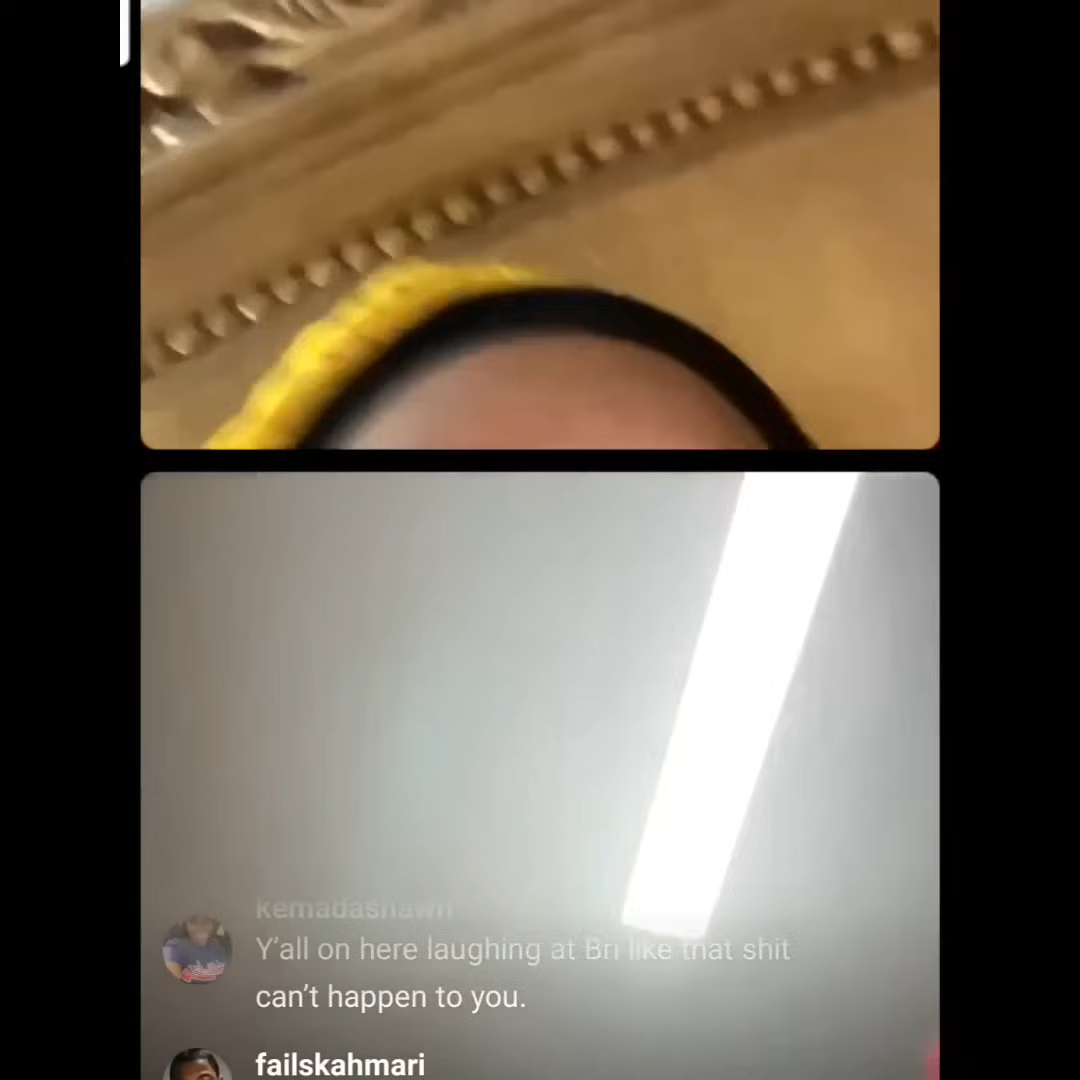 kemadashawn
Y'all on here laughing at Bri like that shit
can't happen to you.
failskahmari